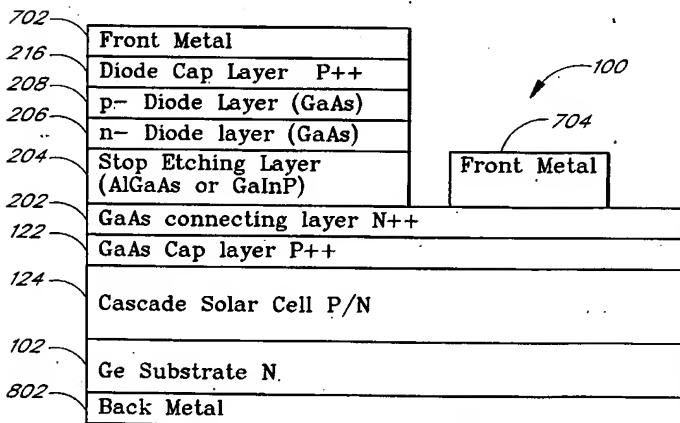 702
Front Metal
216
Diode Cap Layer P++
100
208
p- Diode Layer (GaAs)
206
n- Diode layer (GaAs)
704
204
Stop Etching Layer
(AlGaAs or GaInP)
Front Metal
202
GaAs connecting layer N++
122
GaAs Cap layer P++
124
Cascade Solar Cell P/N
102
Ge Substrate N
802
Back Metal